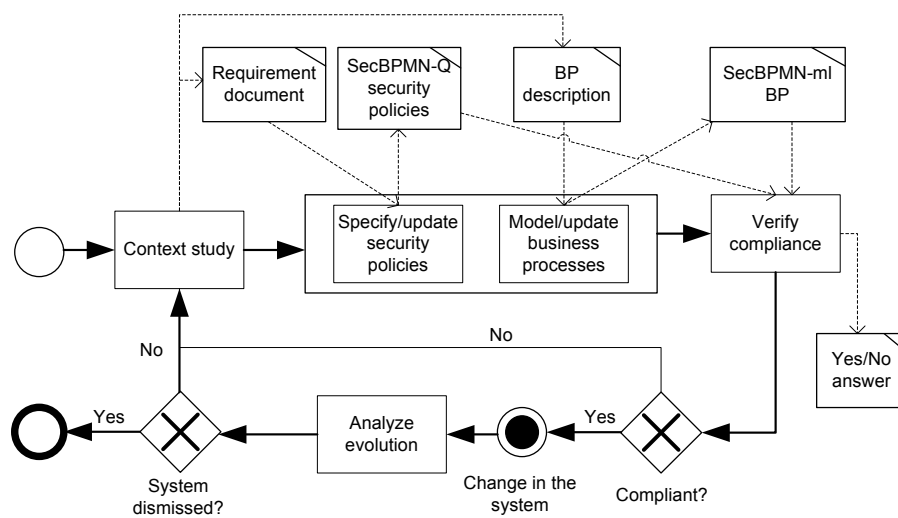 Requirement
document
SecBPMN-Q
security
policies
BP
description
SecBPMN-ml
BP
Context study
Specify/update
security
policies
Model/update
business
processes
Verify
compliance
No
No
Yes/No
answer
Yes
Analyze
evolution
Yes
System
dismissed?
Change in the
system
Compliant?